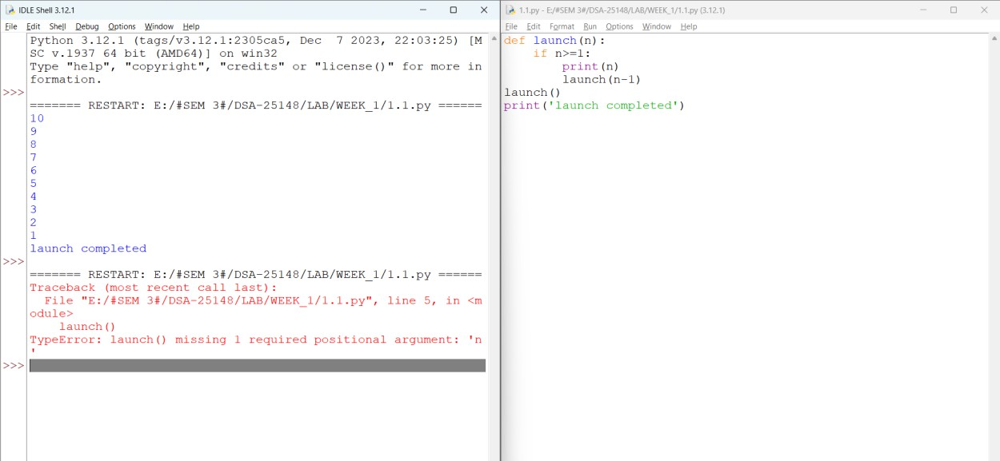 IDLE Shell 3.12.1
File Edit Shell Debug Options Window Help
Python 3.12.1 (tags/v3.12.1:2305ca5, Dec  7 2023, 22:03:25) [M
SC v.1937 64 bit (AMD64)] on win32
Type "help", "copyright", "credits" or "license()" for more in
formation.
>>>
======= RESTART: E:/#SEM 3#/DSA-25148/LAB/WEEK_1/1.1.py ======
10
9
8
7
6
5
4
3
2
1
launch completed
>>>
======= RESTART: E:/#SEM 3#/DSA-25148/LAB/WEEK_1/1.1.py ======
Traceback (most recent call last):
  File "E:/#SEM 3#/DSA-25148/LAB/WEEK_1/1.1.py", line 5, in <m
odule>
    launch()
TypeError: launch() missing 1 required positional argument: 'n
'
>>>
1.1.py - E:/#SEM 3#/DSA-25148/LAB/WEEK_1/1.1.py (3.12.1)
File Edit Format Run Options Window Help
def launch(n):
    if n>=1:
        print(n)
        launch(n-1)
launch()
print('launch completed')